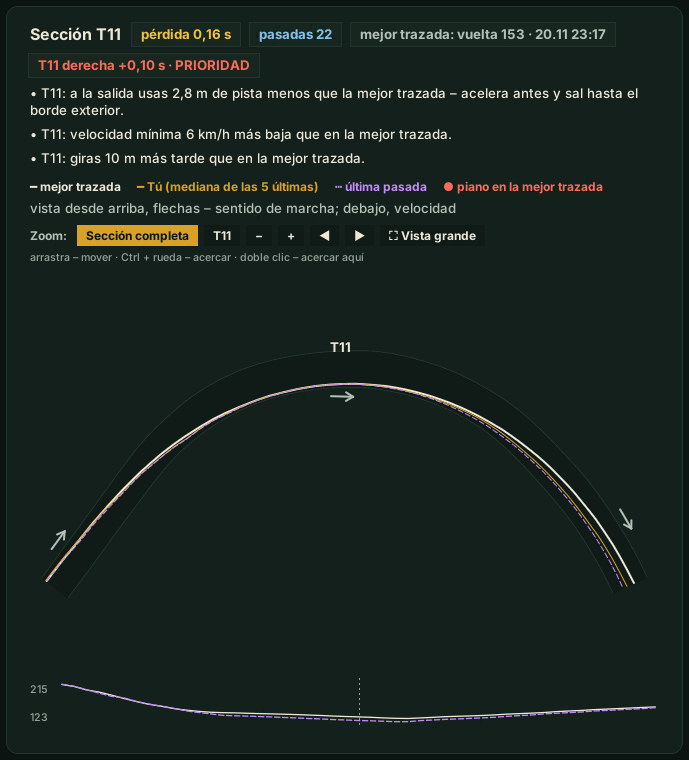 Sección T11 pérdida 0,16 s pasadas 22 mejor trazada: vuelta 153 · 20.11 23:17
T11 derecha +0,10 s · PRIORIDAD
• T11: a la salida usas 2,8 m de pista menos que la mejor trazada – acelera antes y sal hasta el
borde exterior.
• T11: velocidad mínima 6 km/h más baja que en la mejor trazada.
• T11: giras 10 m más tarde que en la mejor trazada.
mejor trazada Tú (mediana de las 5 últimas) última pasada piano en la mejor trazada
vista desde arriba, flechas – sentido de marcha; debajo, velocidad
Zoom: Sección completa T11 − + ◀ ▶ ⛶ Vista grande
arrastra – mover · Ctrl + rueda – acercar · doble clic – acercar aquí
T11
215
123